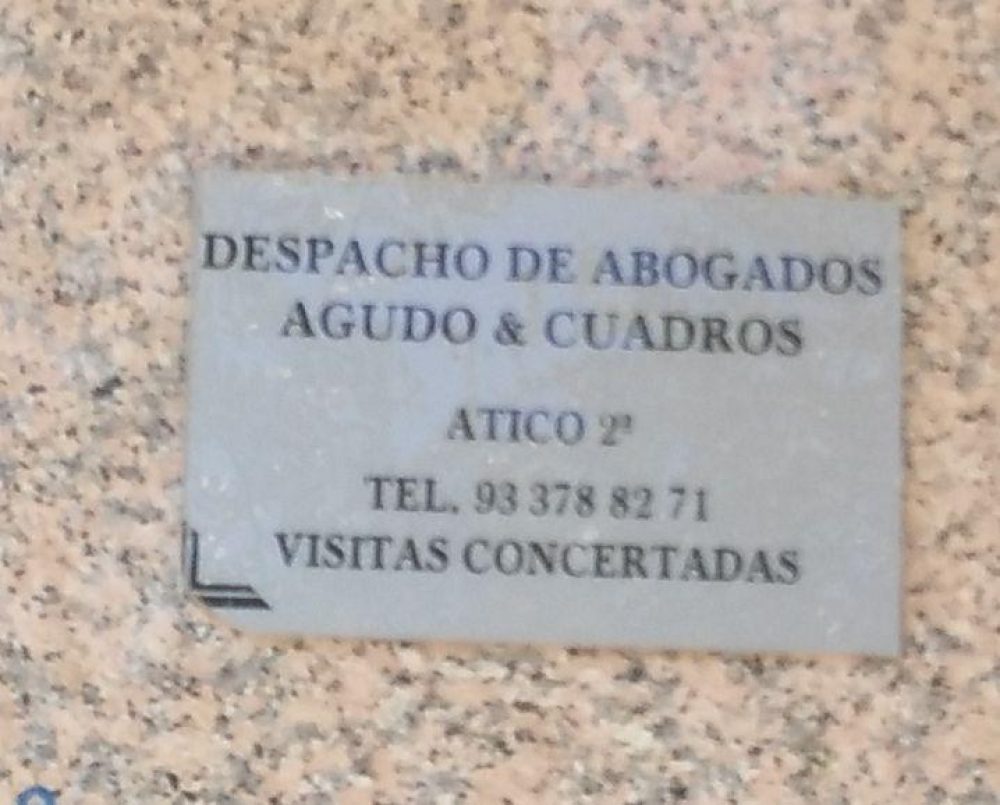 DESPACHO DE ABOGADOS
AGUDO & CUADROS
ATICO 2ª
TEL. 93 378 82 71
VISITAS CONCERTADAS